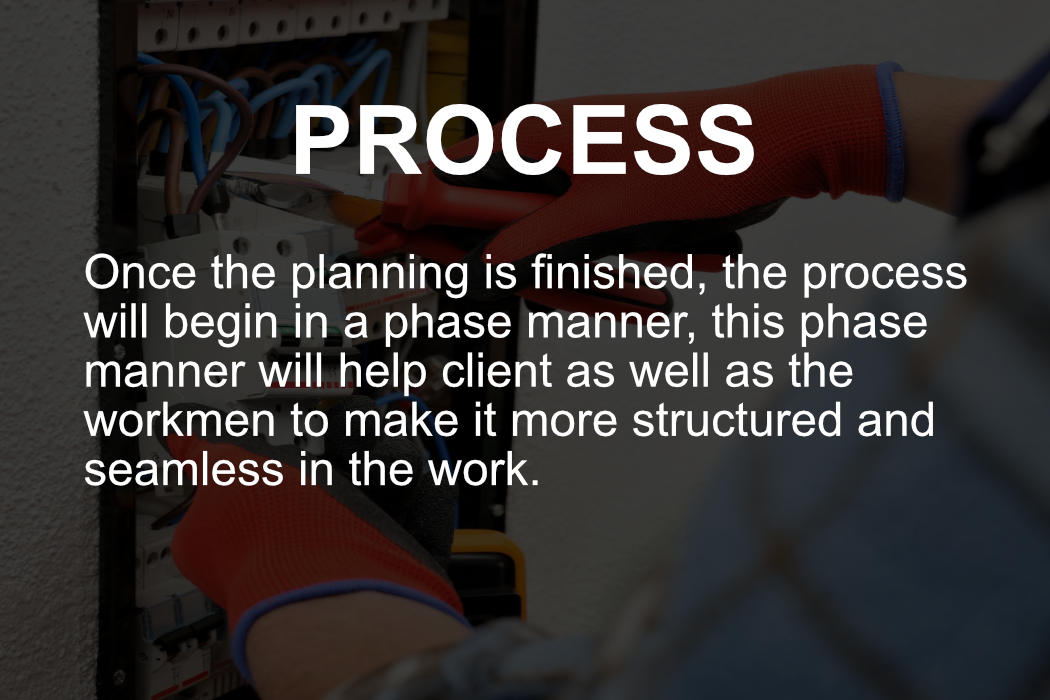 PROCESS
Once the planning is finished, the process
will begin in a phase manner, this phase
manner will help client as well as the
workmen to make it more structured and
seamless in the work.